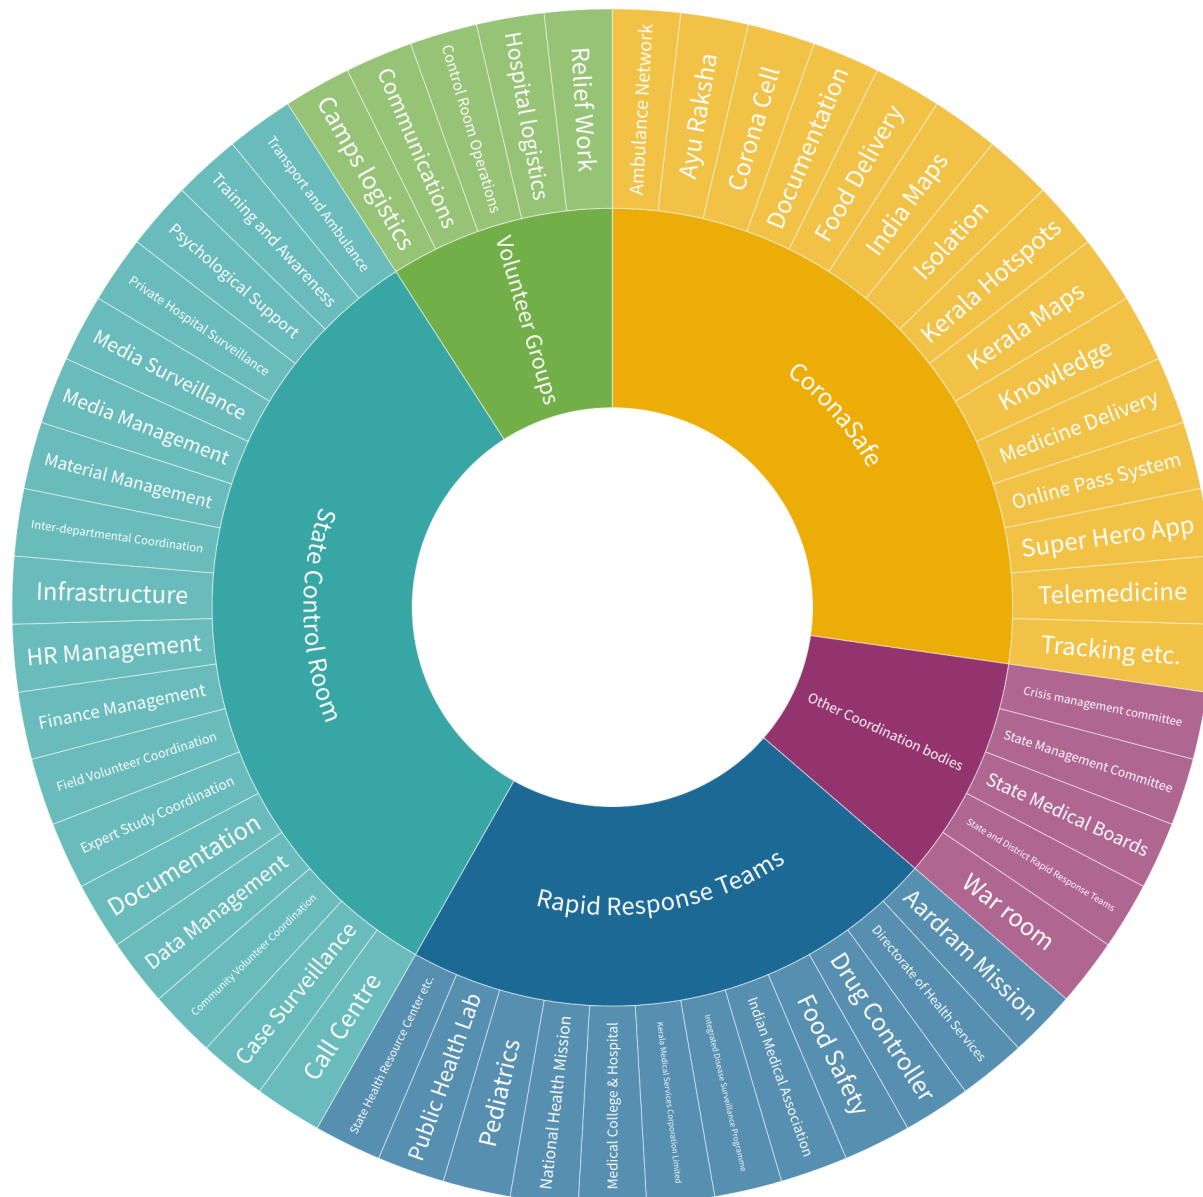 CoronaSafe
Ambulance Network
Ayu Raksha
Corona Cell
Documentation
Food Delivery
India Maps
Isolation
Kerala Hotspots
Kerala Maps
Knowledge
Medicine Delivery
Online Pass System
Super Hero App
Telemedicine
Tracking etc.
Other Coordination bodies
Crisis management committee
State Management Committee
State Medical Boards
State and District Rapid Response Teams
War room
Rapid Response Teams
Aardram Mission
Directorate of Health Services
Drug Controller
Food Safety
Indian Medical Association
Integrated Disease Surveillance Programme
Kerala Medical Services Corporation Limited
Medical College & Hospital
National Health Mission
Pediatrics
Public Health Lab
State Health Resource Center etc.
State Control Room
Call Centre
Case Surveillance
Community Volunteer Coordination
Data Management
Documentation
Expert Study Coordination
Field Volunteer Coordination
Finance Management
HR Management
Infrastructure
Inter-departmental Coordination
Material Management
Media Management
Media Surveillance
Private Hospital Surveillance
Psychological Support
Training and Awareness
Transport and Ambulance
Volunteer Groups
Camps logistics
Communications
Control Room Operations
Hospital logistics
Relief Work